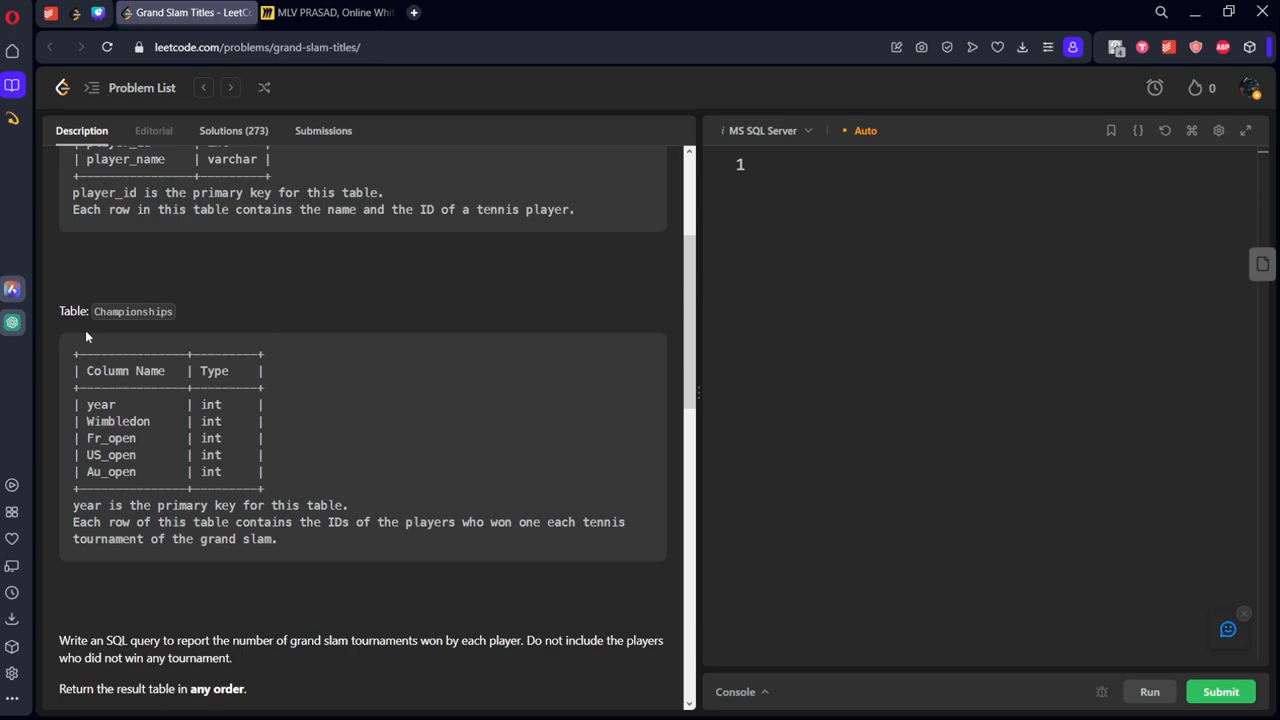 Grand Slam Titles - LeetCo
MLV PRASAD, Online Whit
leetcode.com/problems/grand-slam-titles/
4
ABP
Problem List
0
Description
Editorial
Solutions (273)
Submissions
MS SQL Server
Auto
| player_name | varchar |
+---------------+---------+
player_id is the primary key for this table.
Each row in this table contains the name and the ID of a tennis player.
1
Table: Championships
+---------------+---------+
| Column Name | Type |
+---------------+---------+
| year | int |
| Wimbledon | int |
| Fr_open | int |
| US_open | int |
| Au_open | int |
+---------------+---------+
year is the primary key for this table.
Each row of this table contains the IDs of the players who won one each tennis
tournament of the grand slam.
Write an SQL query to report the number of grand slam tournaments won by each player. Do not include the players
who did not win any tournament.
Return the result table in any order.
Console
Run
Submit